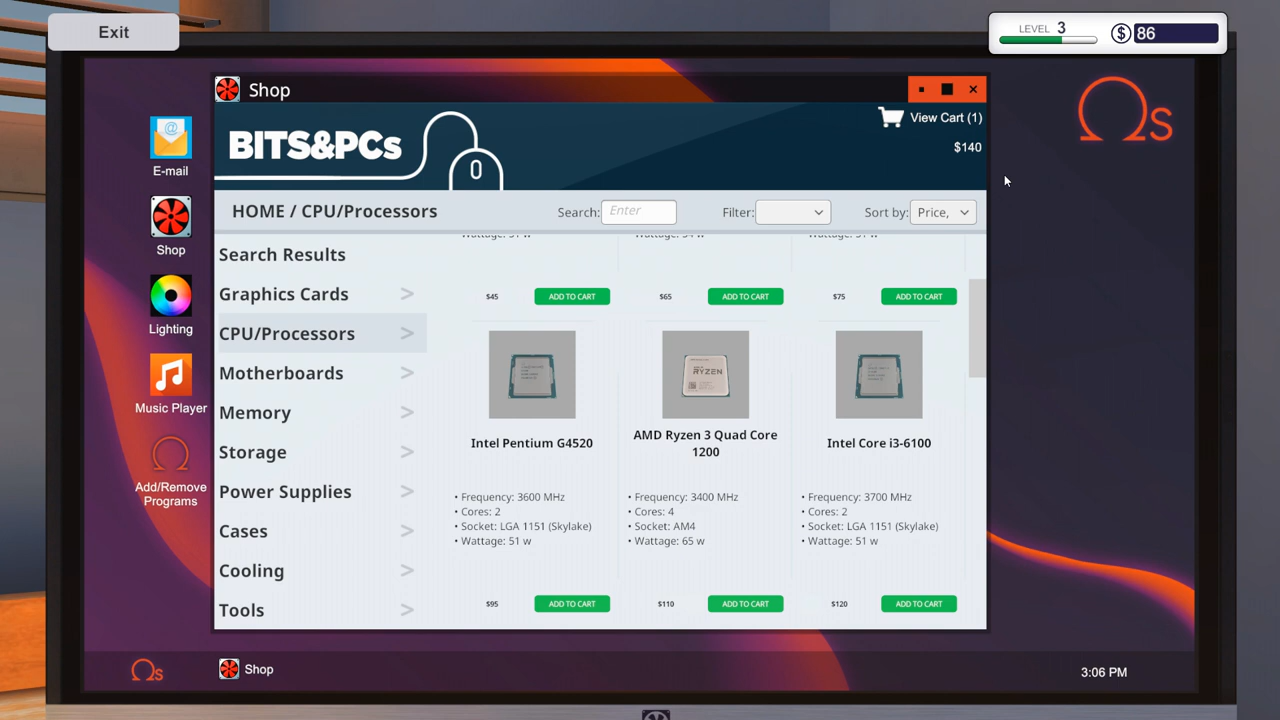 Exit
LEVEL 3
$ 86
Shop
View Cart (1)
$140
BITS&PCs
HOME / CPU/Processors
Search: Enter
Filter:
Sort by: Price,
E-mail
Shop
Lighting
Music Player
Add/Remove
Programs
Search Results
Graphics Cards >
CPU/Processors >
Motherboards >
Memory >
Storage >
Power Supplies >
Cases >
Cooling >
Tools >
$45 ADD TO CART
$65 ADD TO CART
$75 ADD TO CART
RYZEN
Intel Pentium G4520
• Frequency: 3600 MHz
• Cores: 2
• Socket: LGA 1151 (Skylake)
• Wattage: 51 w
$95 ADD TO CART
AMD Ryzen 3 Quad Core
1200
• Frequency: 3400 MHz
• Cores: 4
• Socket: AM4
• Wattage: 65 w
$110 ADD TO CART
Intel Core i3-6100
• Frequency: 3700 MHz
• Cores: 2
• Socket: LGA 1151 (Skylake)
• Wattage: 51 w
$120 ADD TO CART
Ωs
Ωs
Shop
3:06 PM